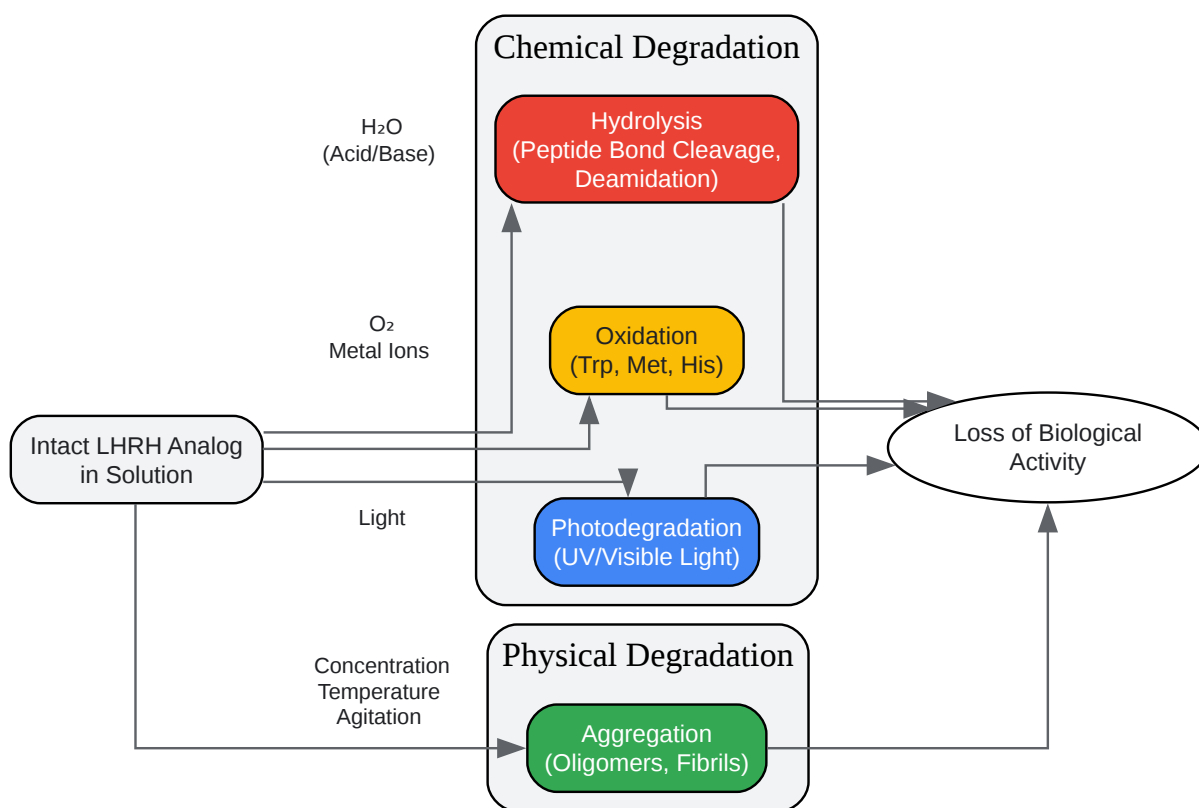 Chemical Degradation
H₂O
(Acid/Base)
Hydrolysis
(Peptide Bond Cleavage,
Deamidation)
O₂
Metal Ions
Oxidation
(Trp, Met, His)
Intact LHRH Analog
in Solution
Loss of Biological
Activity
Light
Photodegradation
(UV/Visible Light)
Physical Degradation
Concentration
Temperature
Agitation
Aggregation
(Oligomers, Fibrils)